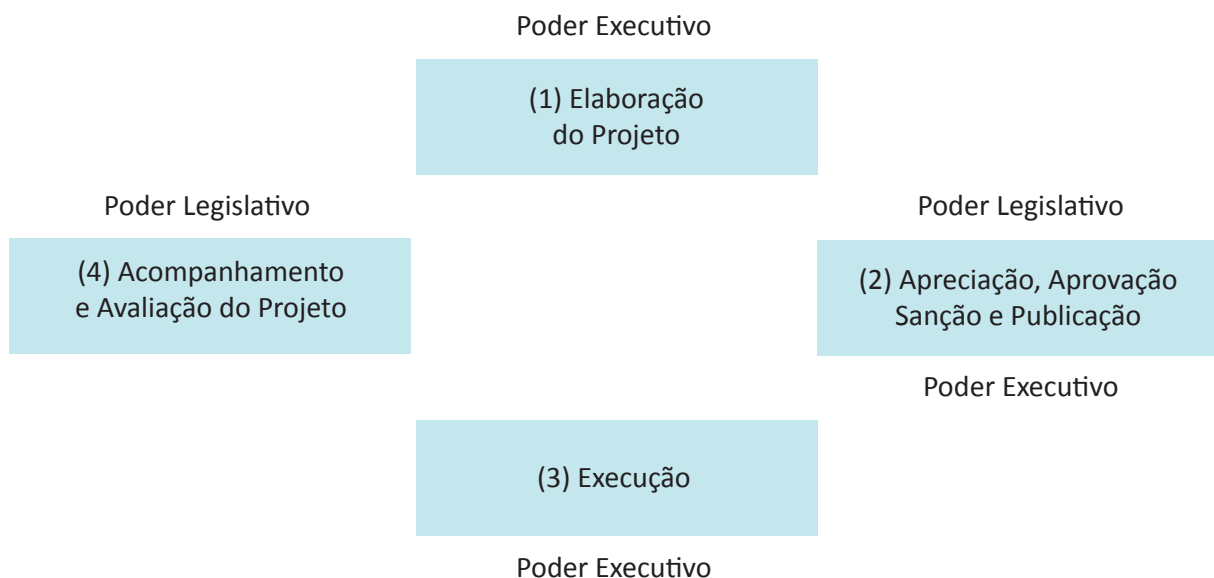 Poder Executivo
(1) Elaboração
do Projeto
Poder Legislativo
(4) Acompanhamento
e Avaliação do Projeto
Poder Legislativo
(2) Apreciação, Aprovação
Sanção e Publicação
Poder Executivo
(3) Execução
Poder Executivo